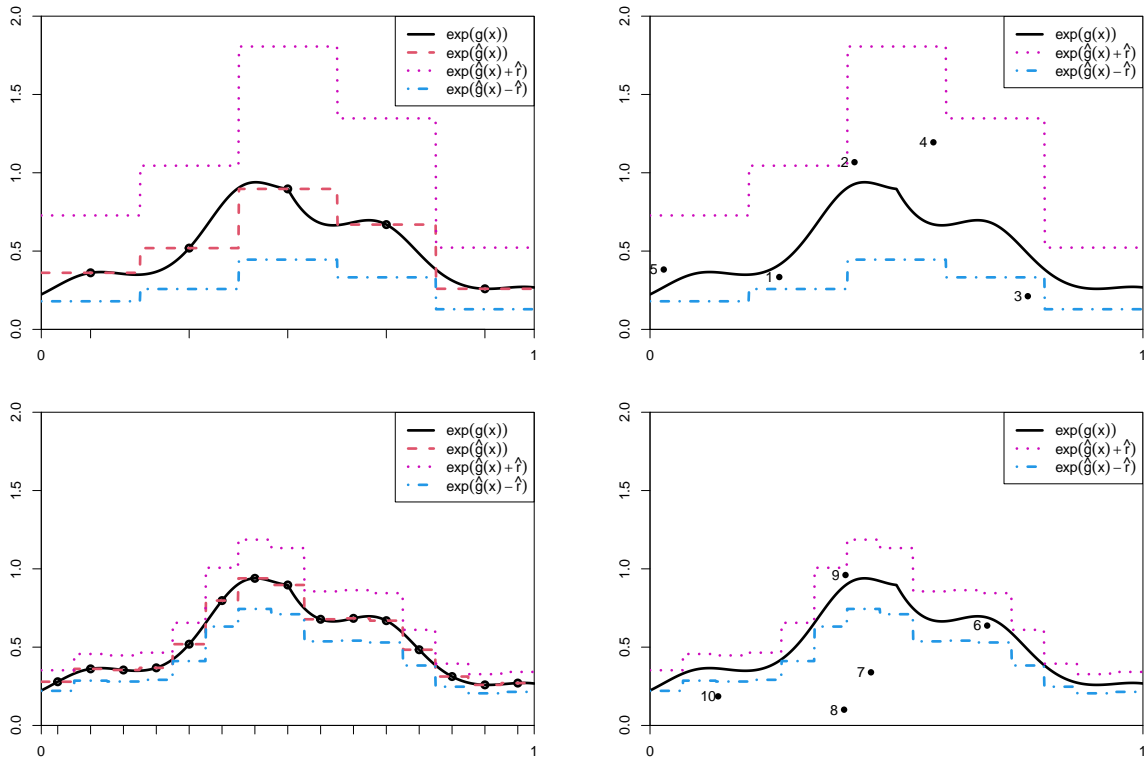 2.0
1.5
1.0
0.5
0.0
0 1
exp(g(x))
exp(ĝ(x))
exp(ĝ(x)+r̂)
exp(ĝ(x)−r̂)
2.0
1.5
1.0
0.5
0.0
0 1
exp(g(x))
exp(ĝ(x)+r̂)
exp(ĝ(x)−r̂)
2
4
5
1
3
2.0
1.5
1.0
0.5
0.0
0 1
exp(g(x))
exp(ĝ(x))
exp(ĝ(x)+r̂)
exp(ĝ(x)−r̂)
2.0
1.5
1.0
0.5
0.0
0 1
exp(g(x))
exp(ĝ(x)+r̂)
exp(ĝ(x)−r̂)
9
6
7
10
8